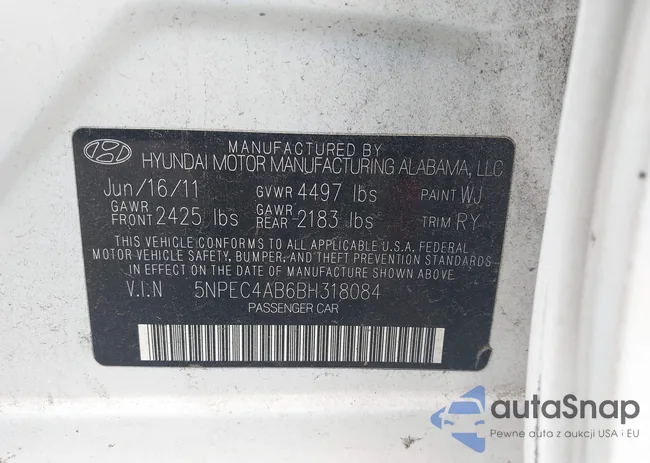 MANUFACTURED BY
HYUNDAI MOTOR MANUFACTURING ALABAMA, LLC
Jun/16/11 GVWR 4497 lbs PAINT WJ
GAWR FRONT 2425 lbs GAWR REAR 2183 lbs TRIM RY
THIS VEHICLE CONFORMS TO ALL APPLICABLE U.S.A. FEDERAL
MOTOR VEHICLE SAFETY, BUMPER, AND THEFT PREVENTION STANDARDS
IN EFFECT ON THE DATE OF MANUFACTURE SHOWN ABOVE.
V.I.N 5NPEC4AB6BH318084
PASSENGER CAR
autaSnap
Pewne auta z aukcji USA i EU